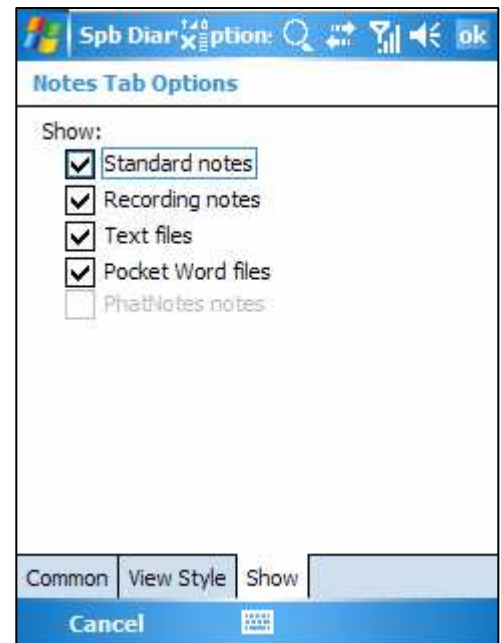 Spb Diar ption: ok
Notes Tab Options
Show:
Standard notes
Recording notes
Text files
Pocket Word files
PhatNotes notes
Common View Style Show
Cancel